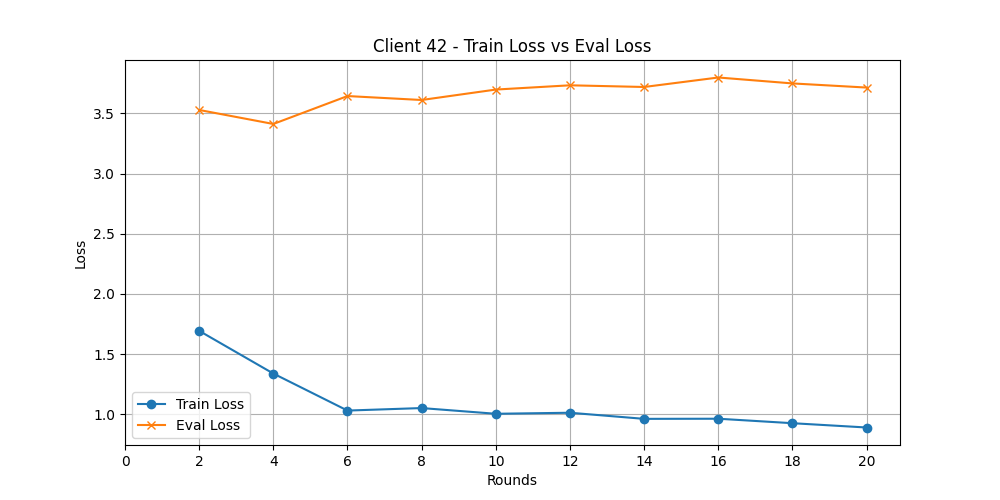 Client 42 - Train Loss vs Eval Loss
Loss
3.5
3.0
2.5
2.0
1.5
1.0
Train Loss
Eval Loss
0 2 4 6 8 10 12 14 16 18 20
Rounds